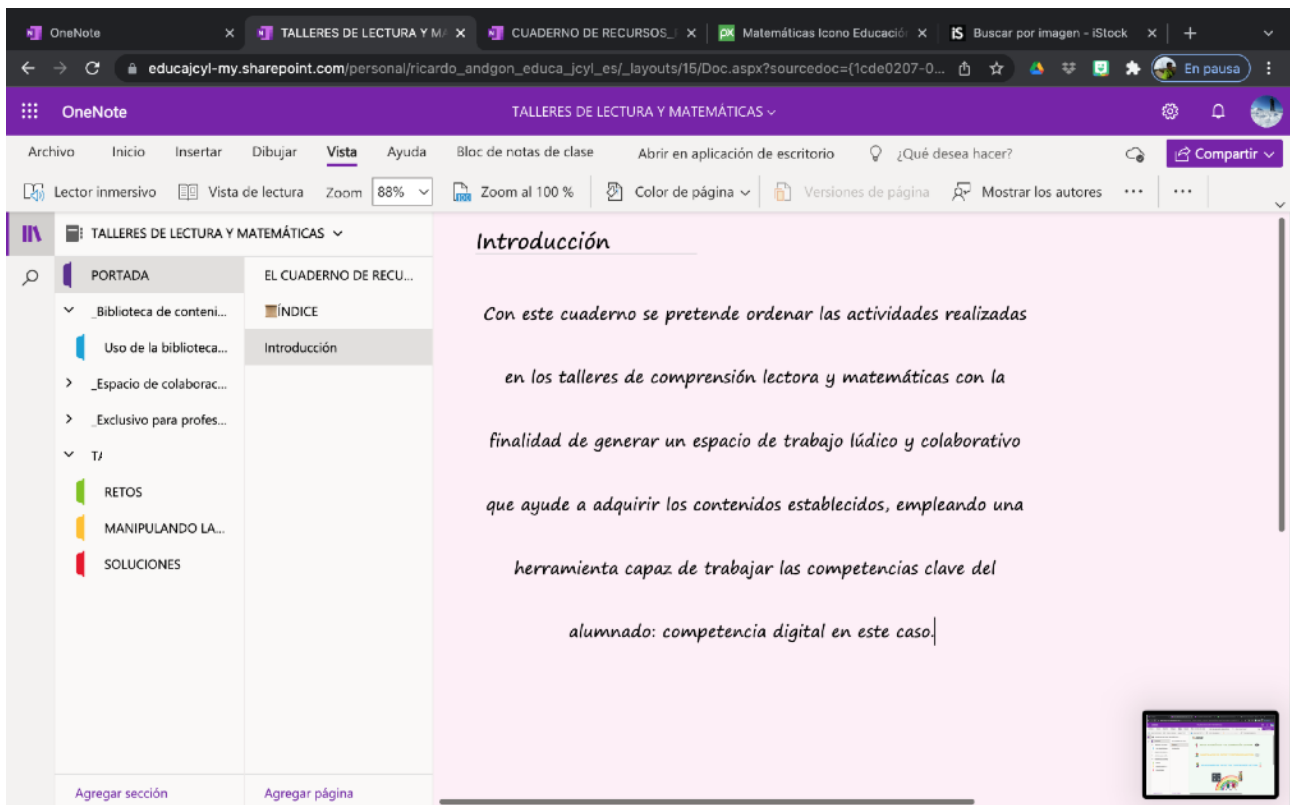 OneNote
TALLERES DE LECTURA Y MA
CUADERNO DE RECURSOS_
Matemáticas Icono Educación
iS Buscar por imagen - iStock
educajcyl-my.sharepoint.com/personal/ricardo_andgon_educa_jcyl_es/_layouts/15/Doc.aspx?sourcedoc={1cde0207-0...
En pausa
OneNote
TALLERES DE LECTURA Y MATEMÁTICAS
Archivo Inicio Insertar Dibujar Vista Ayuda Bloc de notas de clase Abrir en aplicación de escritorio ¿Qué desea hacer? Compartir
Lector inmersivo Vista de lectura Zoom 88% Zoom al 100 % Color de página Versiones de página Mostrar los autores ... ...
TALLERES DE LECTURA Y MATEMÁTICAS
PORTADA
_Biblioteca de conteni...
Uso de la biblioteca...
_Espacio de colaborac...
_Exclusivo para profes...
RETOS
MANIPULANDO LA...
SOLUCIONES
Agregar sección
EL CUADERNO DE RECU...
ÍNDICE
Introducción
Agregar página
Introducción
Con este cuaderno se pretende ordenar las actividades realizadas
en los talleres de comprensión lectora y matemáticas con la
finalidad de generar un espacio de trabajo lúdico y colaborativo
que ayude a adquirir los contenidos establecidos, empleando una
herramienta capaz de trabajar las competencias clave del
alumnado: competencia digital en este caso.